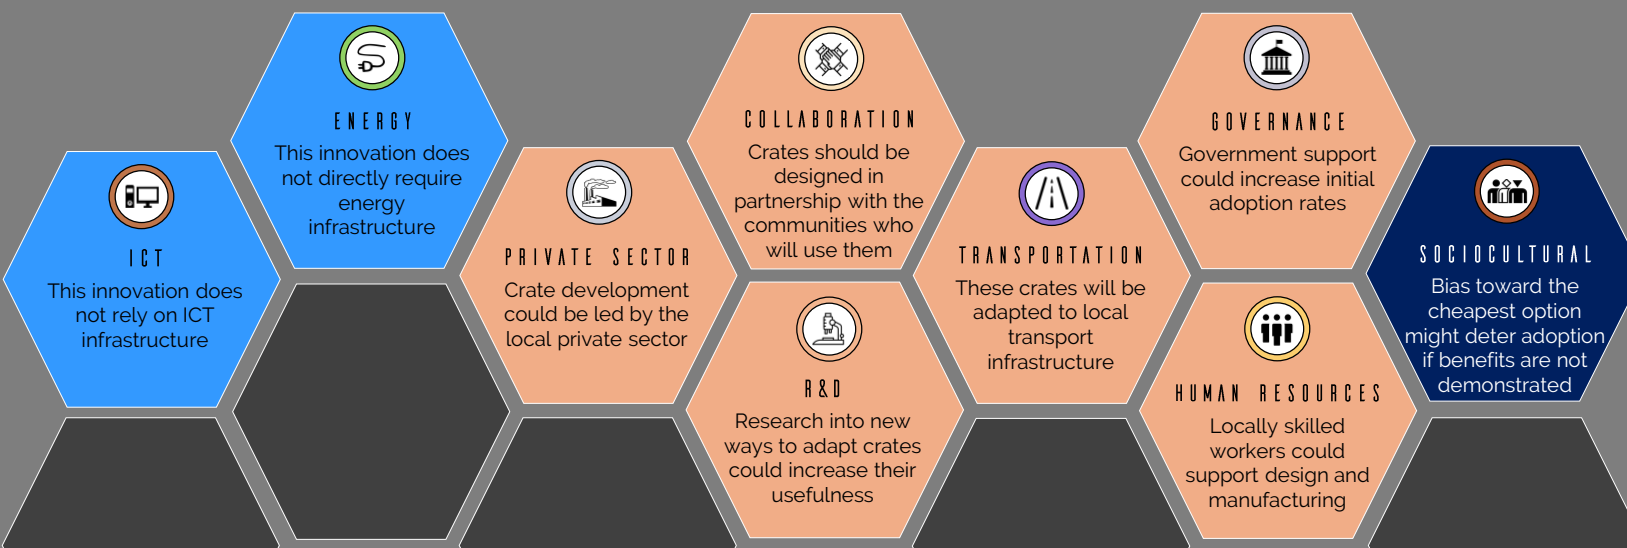 ICT
This innovation does
not rely on ICT
infrastructure
ENERGY
This innovation does
not directly require
energy
infrastructure
PRIVATE SECTOR
Crate development
could be led by the
local private sector
COLLABORATION
Crates should be
designed in
partnership with the
communities who
will use them
R&D
Research into new
ways to adapt crates
could increase their
usefulness
TRANSPORTATION
These crates will be
adapted to local
transport
infrastructure
GOVERNANCE
Government support
could increase initial
adoption rates
HUMAN RESOURCES
Locally skilled
workers could
support design and
manufacturing
SOCIOCULTURAL
Bias toward the
cheapest option
might deter adoption
if benefits are not
demonstrated